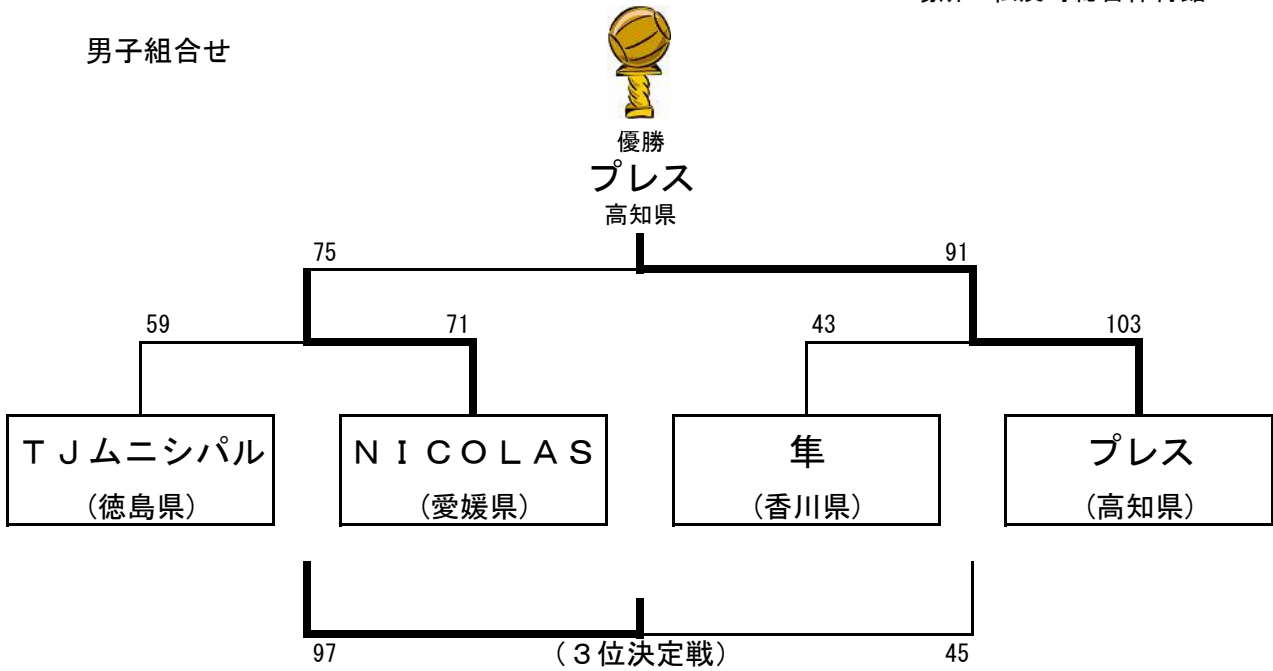 男子組合せ
優勝
プレス
高知県
75 91
59 71 43 103
ＴＪムニシパル ＮＩＣＯＬＡＳ 隼 プレス
（徳島県） （愛媛県） （香川県） （高知県）
97 （３位決定戦） 45